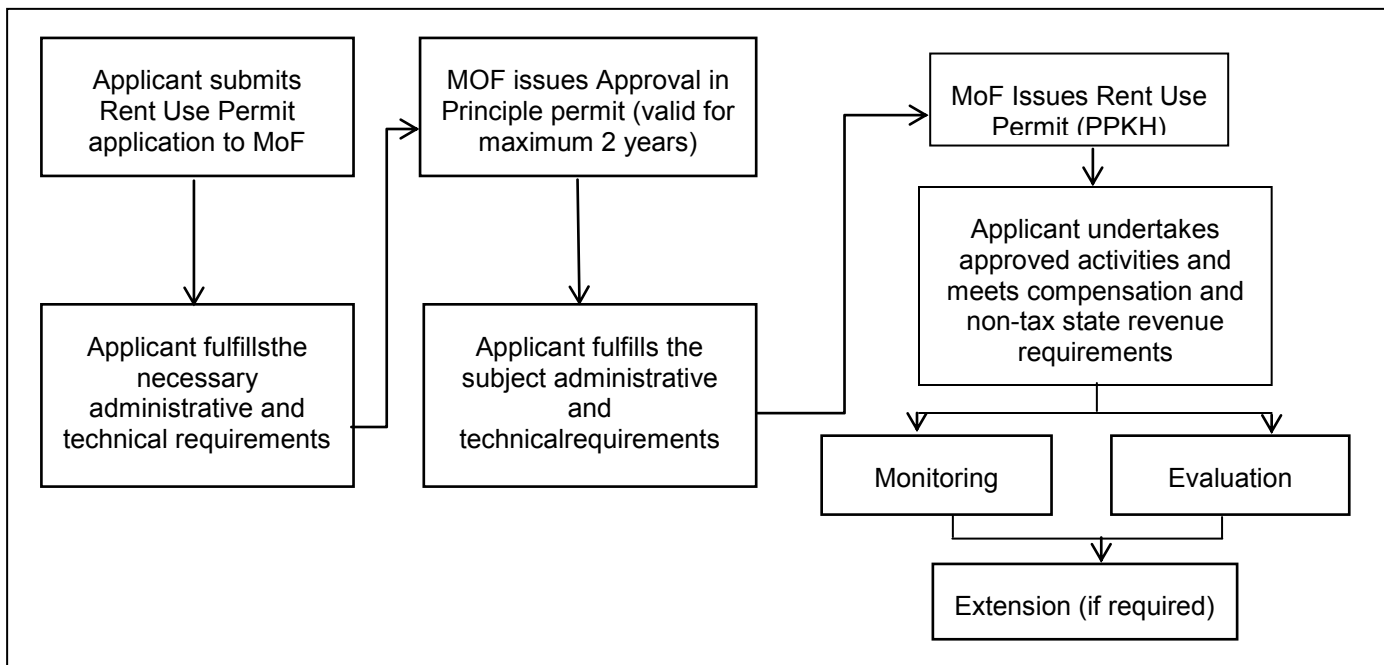 Applicant submits
Rent Use Permit
application to MoF
Applicant fulfillsthe
necessary
administrative and
technical requirements
MOF issues Approval in
Principle permit (valid for
maximum 2 years)
Applicant fulfills the
subject administrative
and
technicalrequirements
MoF Issues Rent Use
Permit (PPKH)
Applicant undertakes
approved activities and
meets compensation and
non-tax state revenue
requirements
Monitoring
Evaluation
Extension (if required)